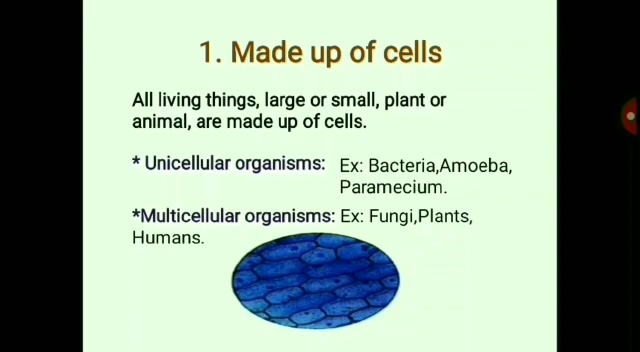 1. Made up of cells
All living things, large or small, plant or
animal, are made up of cells.
* Unicellular organisms: Ex: Bacteria,Amoeba,
Paramecium.
*Multicellular organisms: Ex: Fungi,Plants,
Humans.